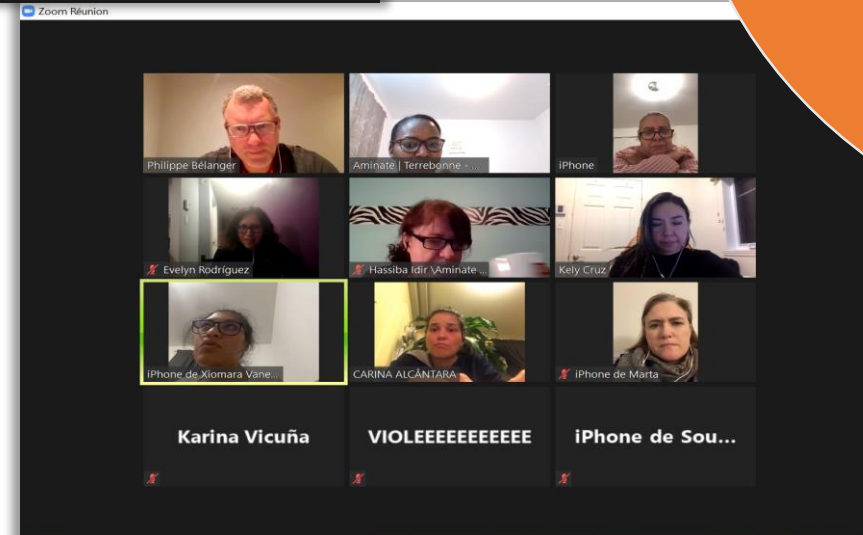 Zoom Réunion
Philippe Bélanger
Aminate | Terrebonne - ...
iPhone
Evelyn Rodríguez
Hassiba Idir \Aminate ...
Kely Cruz
iPhone de Xiomara Vane...
CARINA ALCÂNTARA
iPhone de Marta
Karina Vicuña
VIOLEEEEEEEEEEE
iPhone de Sou...